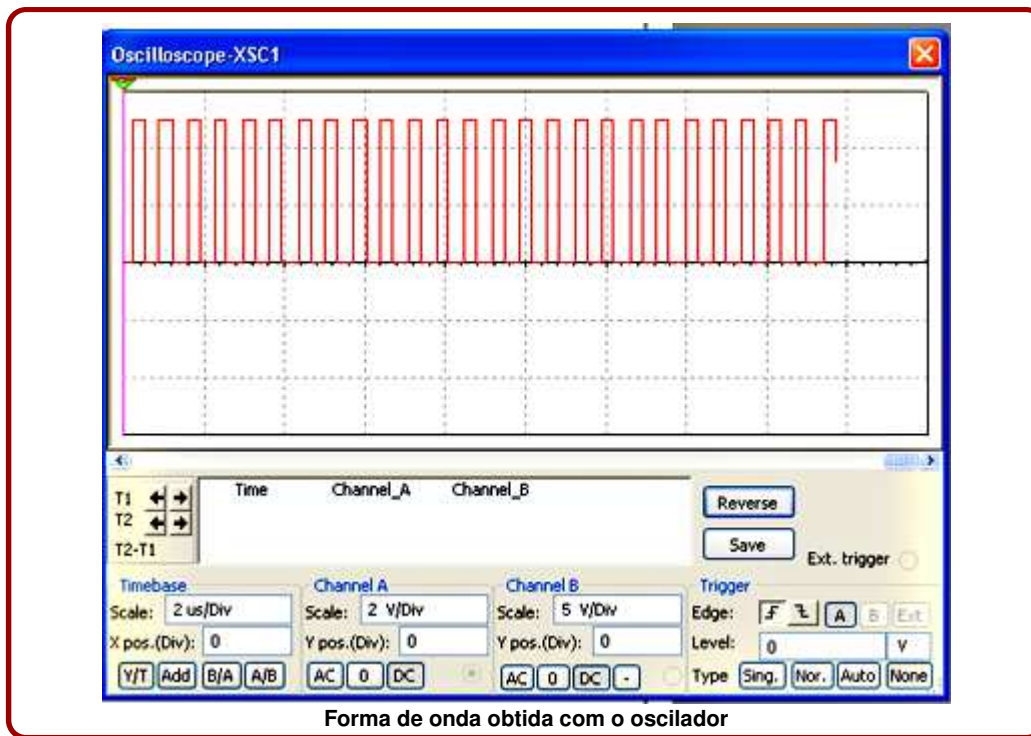 Oscilloscope-XSC1
Time Channel_A Channel_B
T1
T2
T2-T1
Reverse
Save
Ext. trigger
Timebase
Scale: 2 us/Div
X pos.(Div): 0
Y/T Add B/A A/B
Channel A
Scale: 2 V/Div
Y pos.(Div): 0
AC 0 DC
Channel B
Scale: 5 V/Div
Y pos.(Div): 0
AC 0 DC -
Trigger
Edge: A B Ext
Level: 0 V
Type Sing. Nor. Auto None
Forma de onda obtida com o oscilador